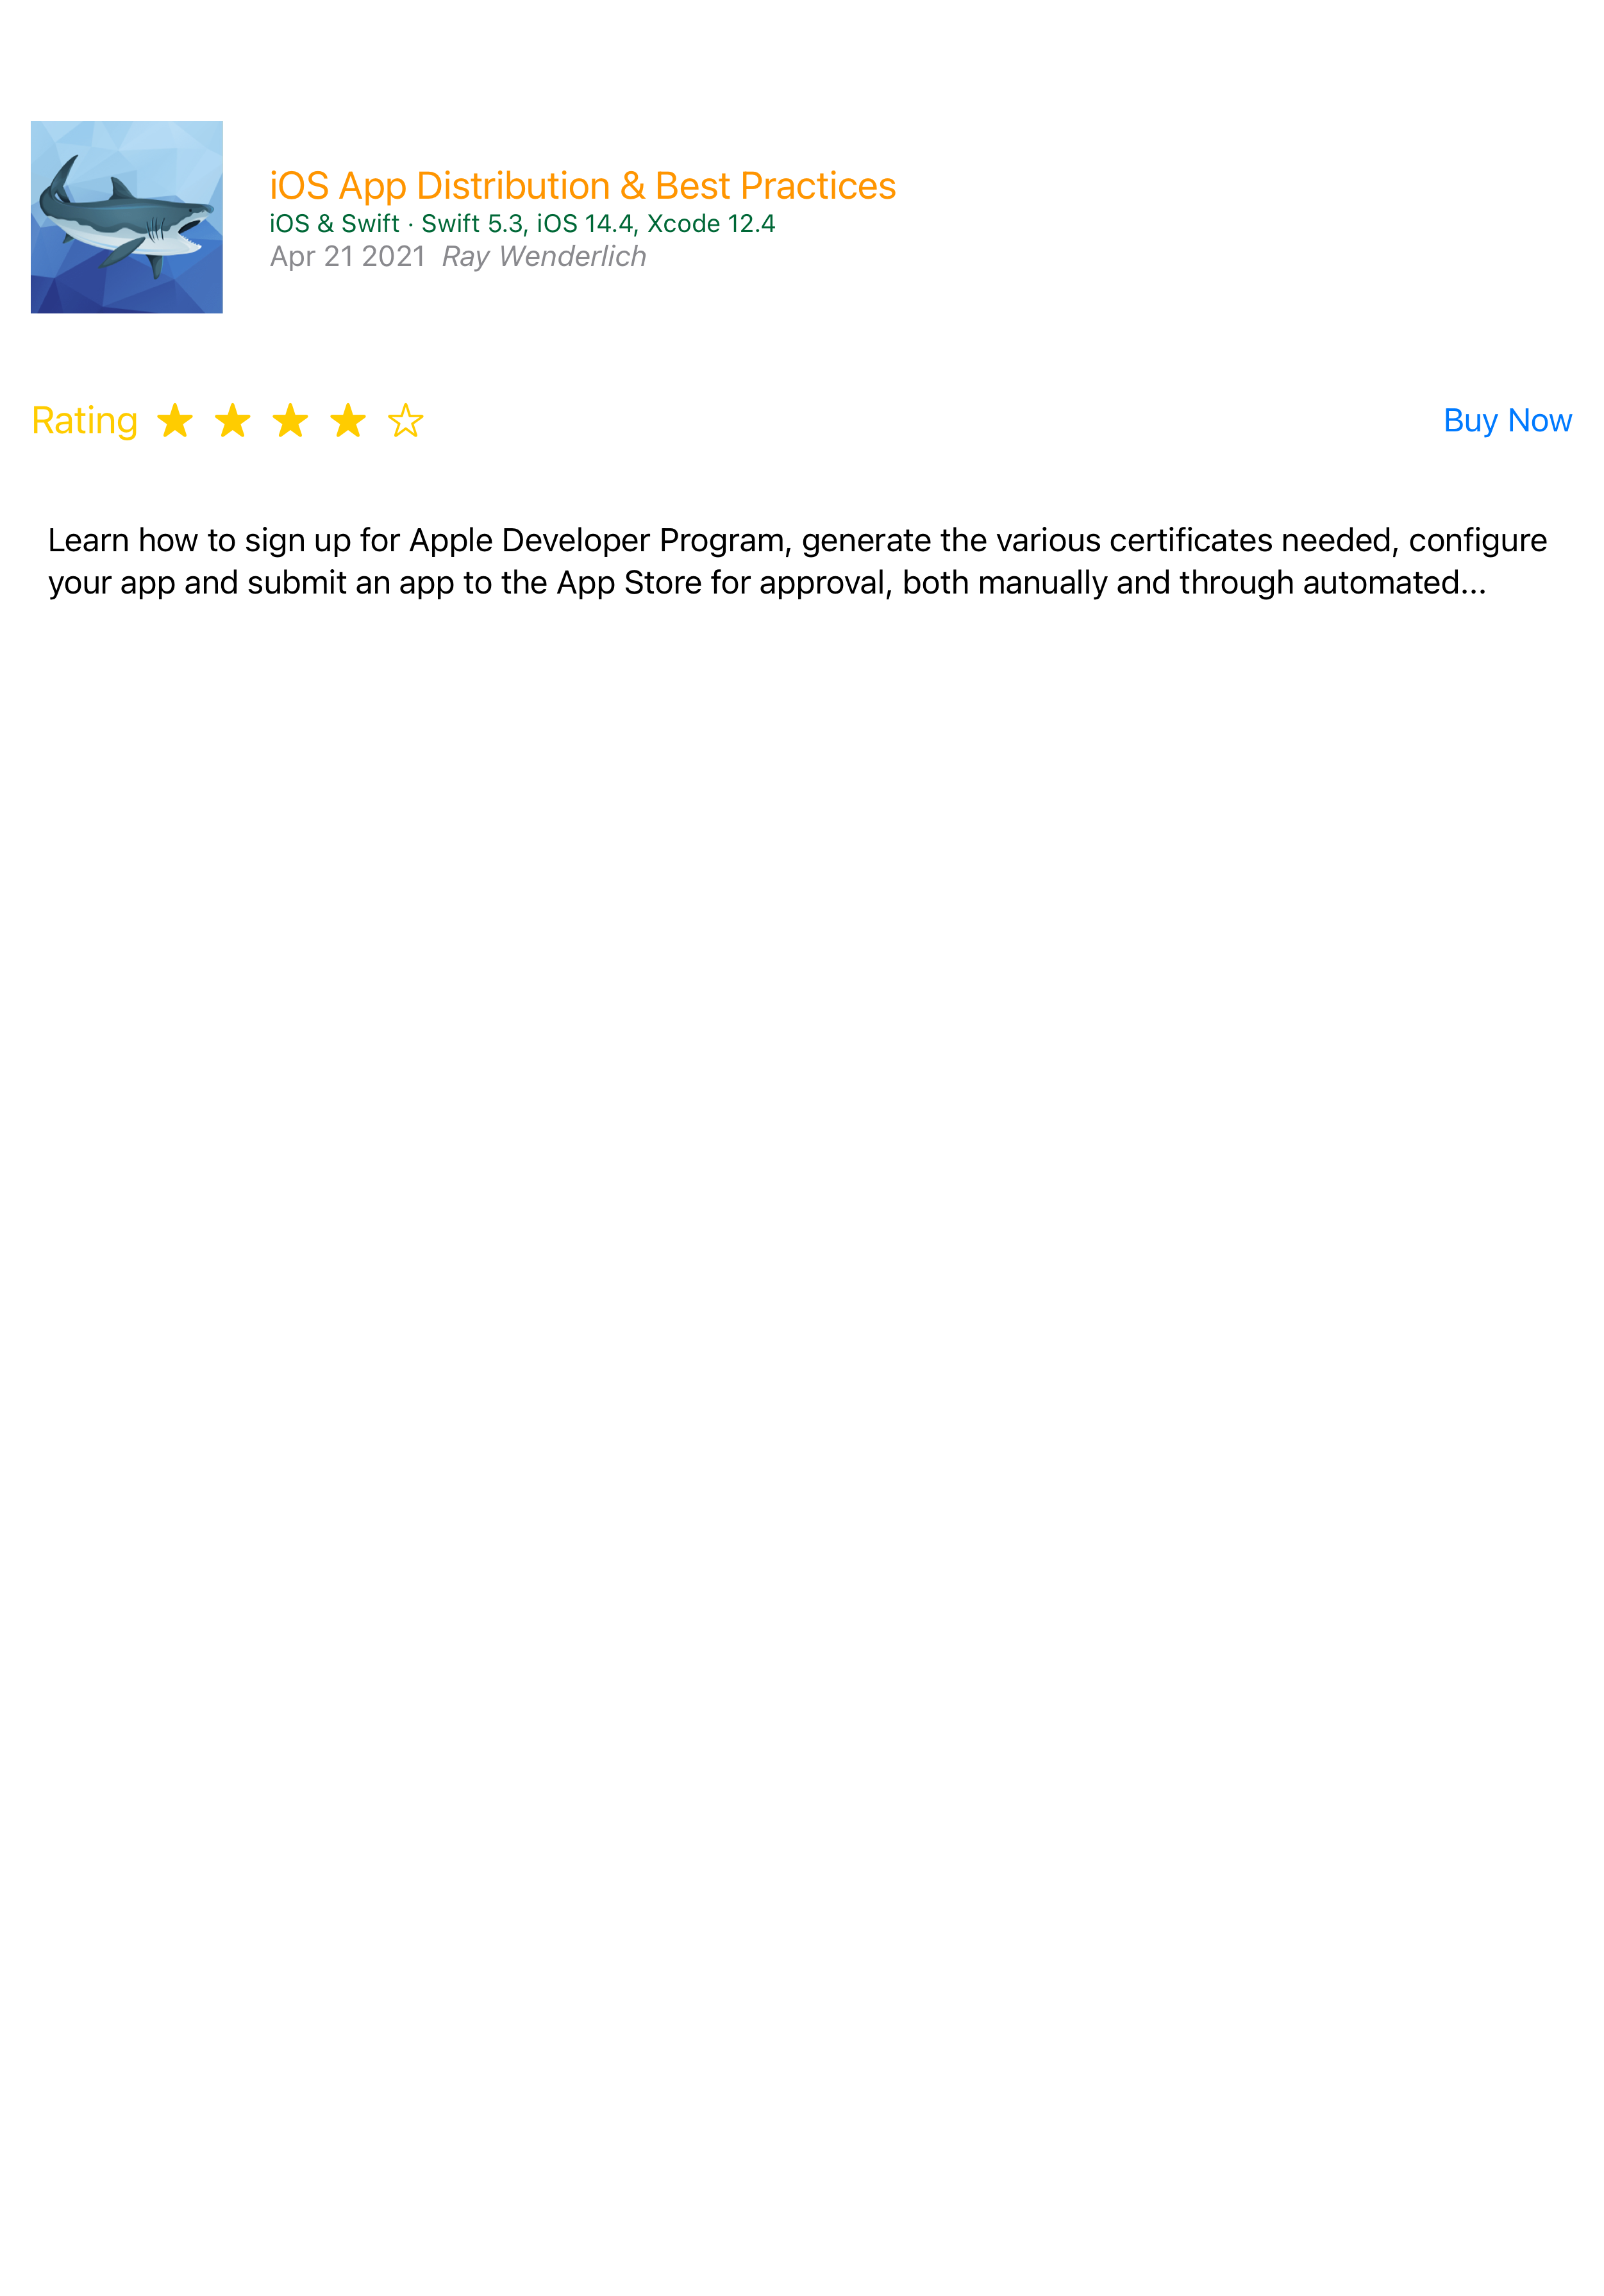 iOS App Distribution & Best Practices
iOS & Swift · Swift 5.3, iOS 14.4, Xcode 12.4
Apr 21 2021 Ray Wenderlich
Rating
Buy Now
Learn how to sign up for Apple Developer Program, generate the various certificates needed, configure
your app and submit an app to the App Store for approval, both manually and through automated...